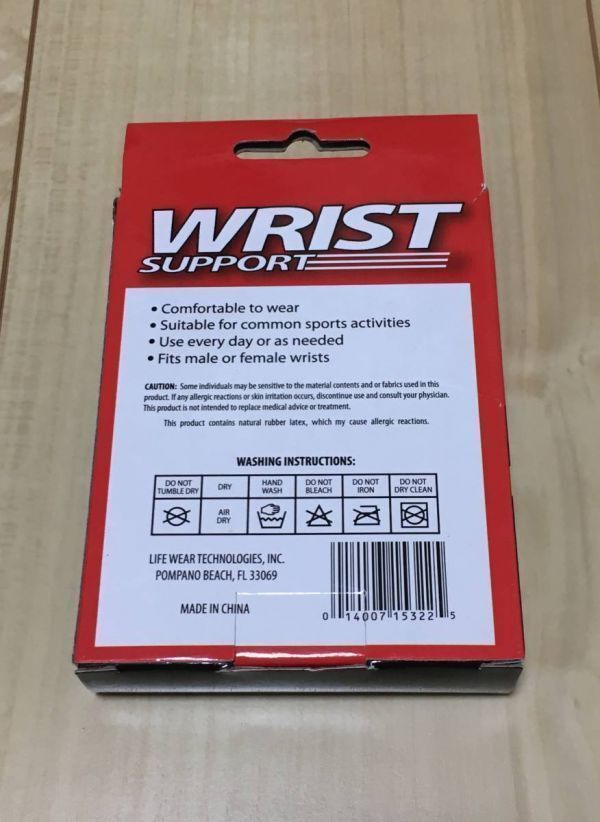 WRIST
SUPPORT
• Comfortable to wear
• Suitable for common sports activities
• Use every day or as needed
• Fits male or female wrists
CAUTION: Some individuals may be sensitive to the material contents and or fabrics used in this
product. If any allergic reactions or skin irritation occurs, discontinue use and consult your physician.
This product is not intended to replace medical advice or treatment.
This product contains natural rubber latex, which my cause allergic reactions.
WASHING INSTRUCTIONS:
DO NOT TUMBLE DRY
DRY
HAND WASH
DO NOT BLEACH
DO NOT IRON
DO NOT DRY CLEAN
AIR DRY
LIFE WEAR TECHNOLOGIES, INC.
POMPANO BEACH, FL 33069
MADE IN CHINA
0 14007 15322 5